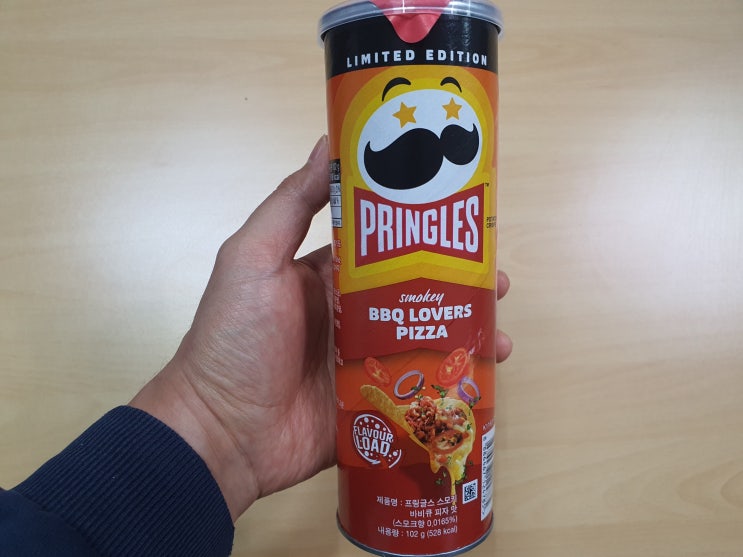 LIMITED EDITION
PRINGLES
smokey
BBQ LOVERS
PIZZA
FLAVOUR
LOAD
제품명 : 프링글스 스모키
바비큐 피자 맛
(스모크향 0.0165%)
내용량 : 102 g (528 kcal)